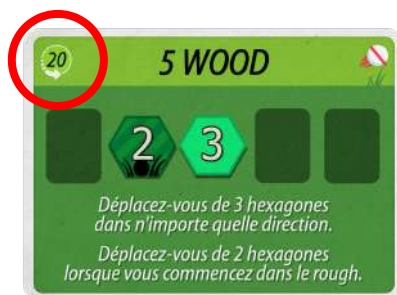 20
5 WOOD
2 3
Déplacez-vous de 3 hexagones
dans n'importe quelle direction.
Déplacez-vous de 2 hexagones
lorsque vous commencez dans le rough.